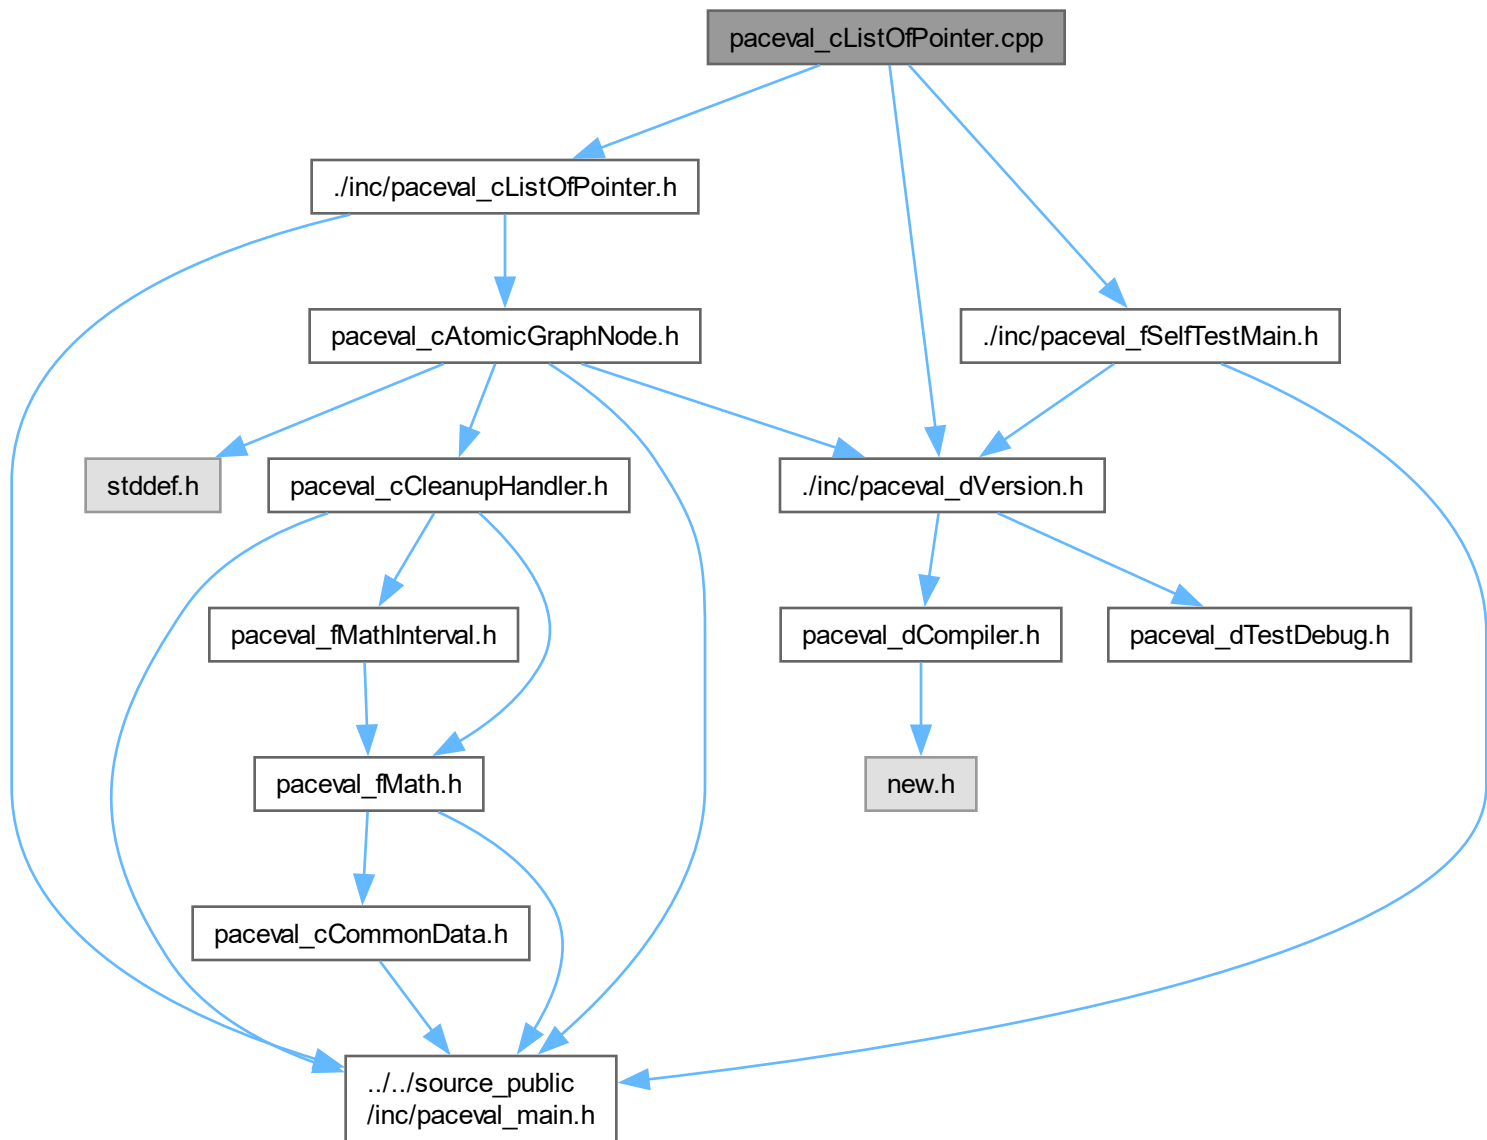 paceval_cListOfPointer.cpp
./inc/paceval_cListOfPointer.h
paceval_cAtomicGraphNode.h
./inc/paceval_fSelfTestMain.h
stddef.h
paceval_cCleanupHandler.h
./inc/paceval_dVersion.h
paceval_fMathInterval.h
paceval_dCompiler.h
paceval_dTestDebug.h
paceval_fMath.h
new.h
paceval_cCommonData.h
../../source_public
/inc/paceval_main.h